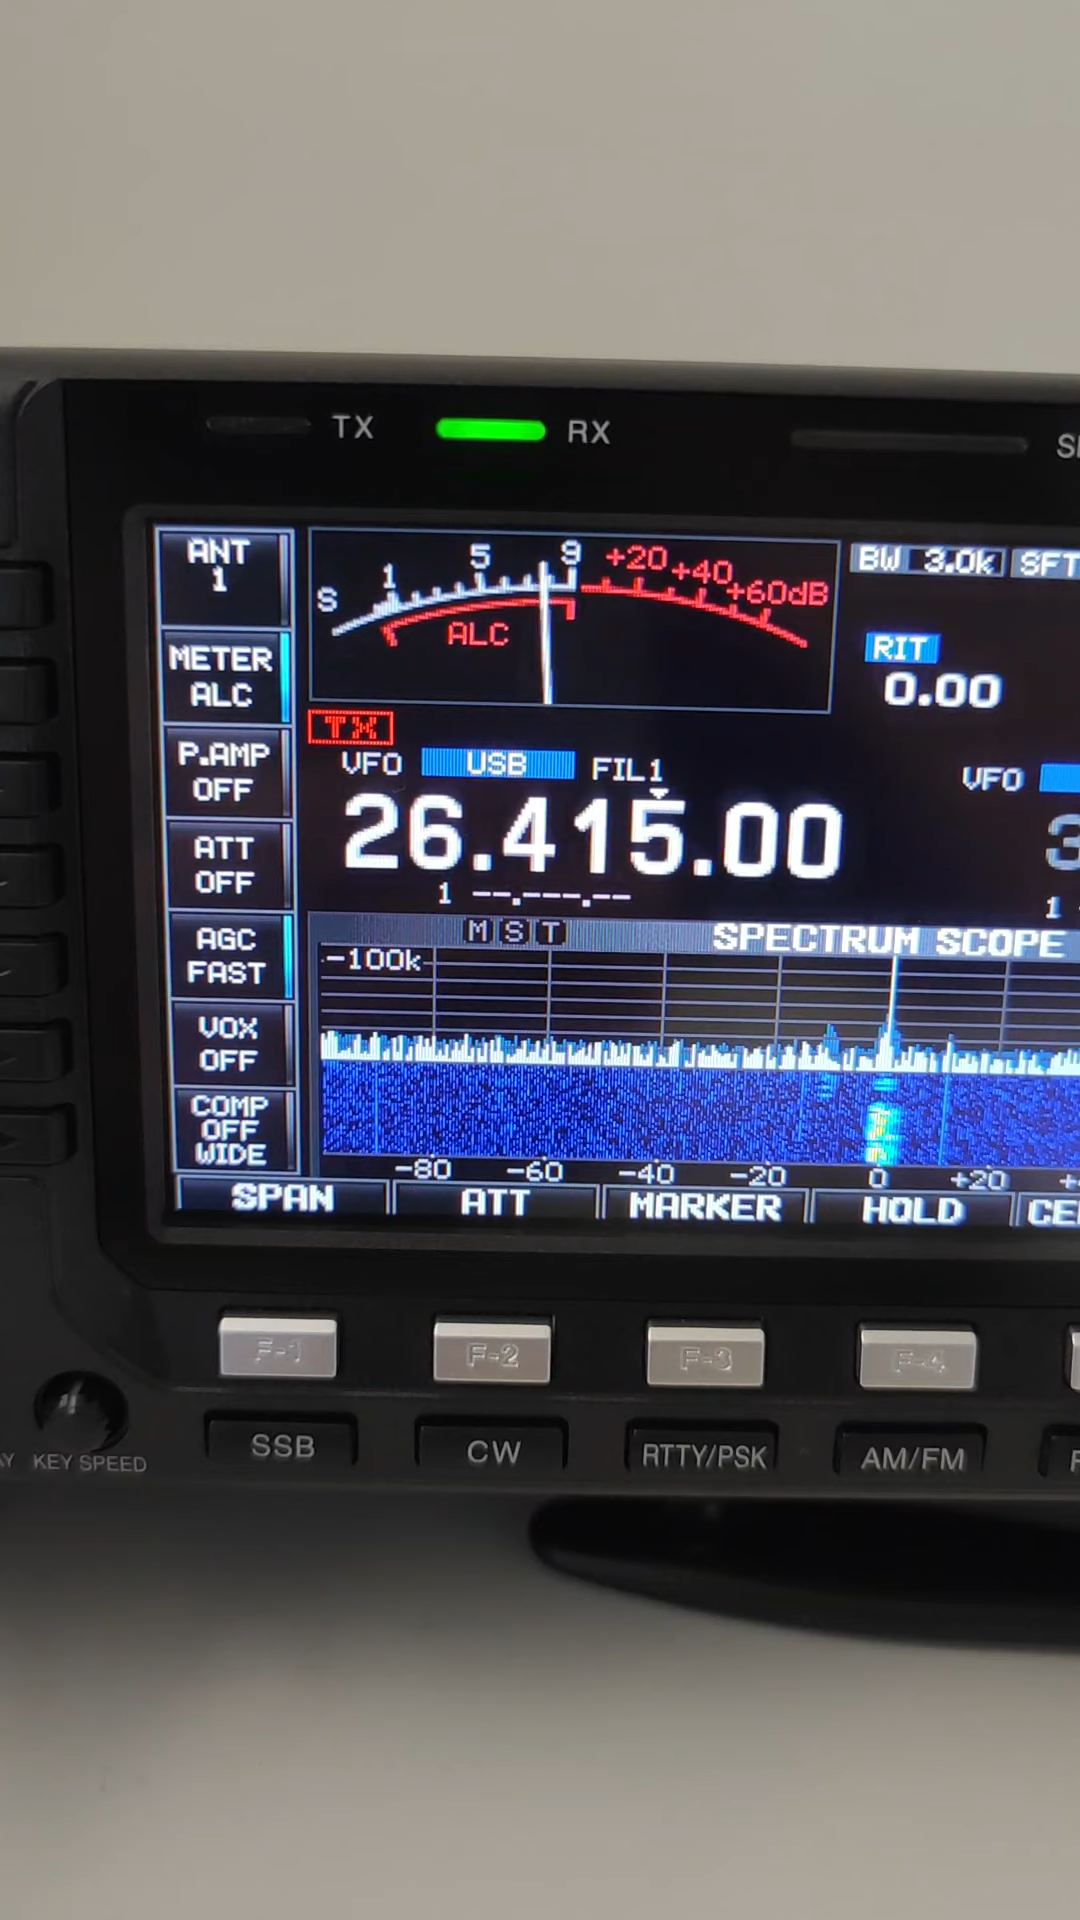 TX RX
ANT
1
METER
ALC
P.AMP
OFF
ATT
OFF
AGC
FAST
VOX
OFF
COMP
OFF
WIDE
S 1 5 9 +20 +40 +60dB
ALC
BW 3.0k SFT
RIT
0.00
TX
VFO USB FIL1
VFO
26.415.00
3
1 --.---.--
1
M S T SPECTRUM SCOPE
-100k
-80 -60 -40 -20 0 +20
SPAN ATT MARKER HOLD
F-1 F-2 F-3 F-4
SSB CW RTTY/PSK AM/FM
KEY SPEED